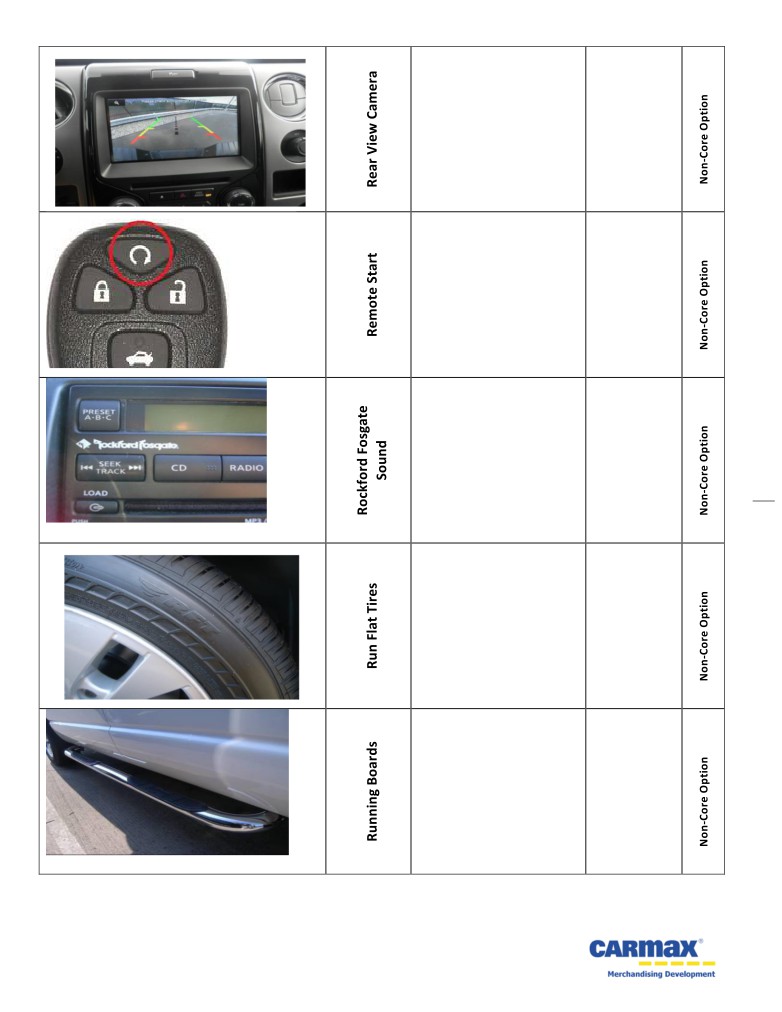 Rear View Camera
Non-Core Option
Remote Start
Non-Core Option
PRESET
A·B·C
Rockford Fosgate
SEEK
TRACK
CD
RADIO
LOAD
PUSH
MP3
Rockford Fosgate
Sound
Non-Core Option
Run Flat Tires
Non-Core Option
Running Boards
Non-Core Option
CARMAX®
Merchandising Development